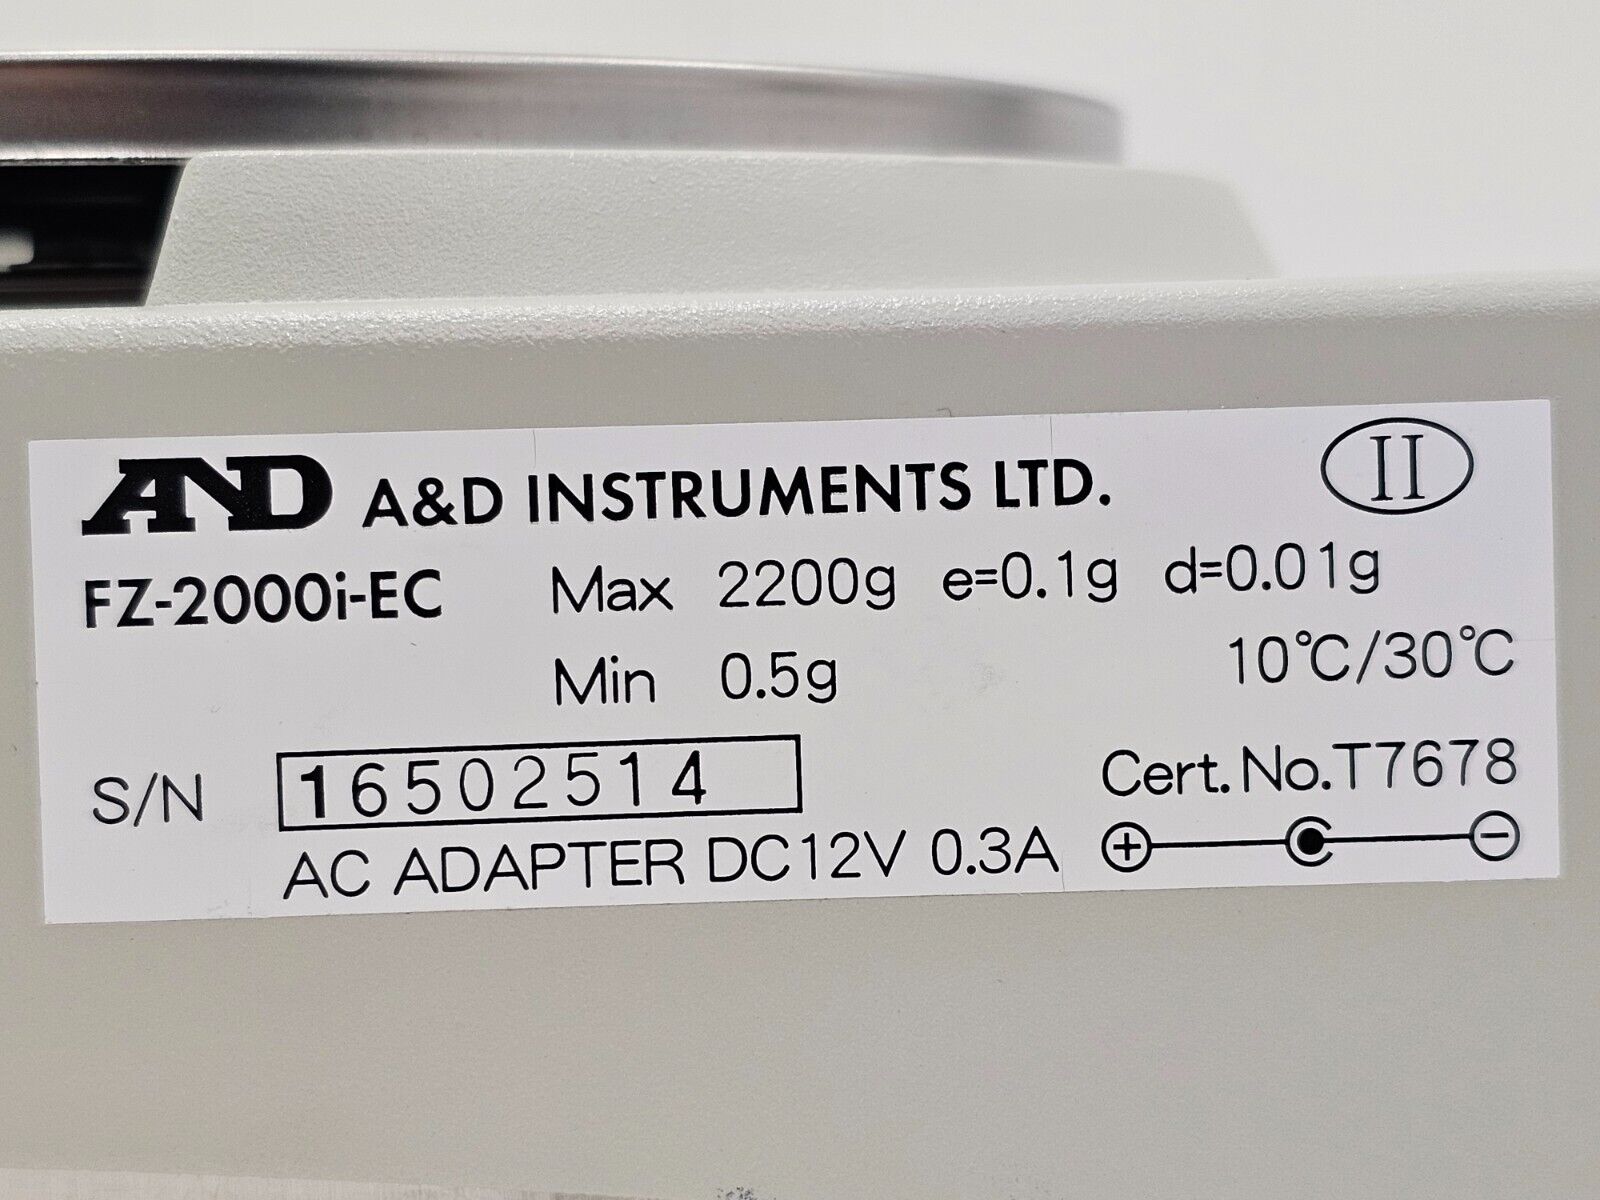 AND A&D INSTRUMENTS LTD. II
FZ-2000i-EC Max 2200g e=0.1g d=0.01g
Min 0.5g 10°C/30°C
S/N 16502514 Cert.No.T7678
AC ADAPTER DC12V 0.3A + −